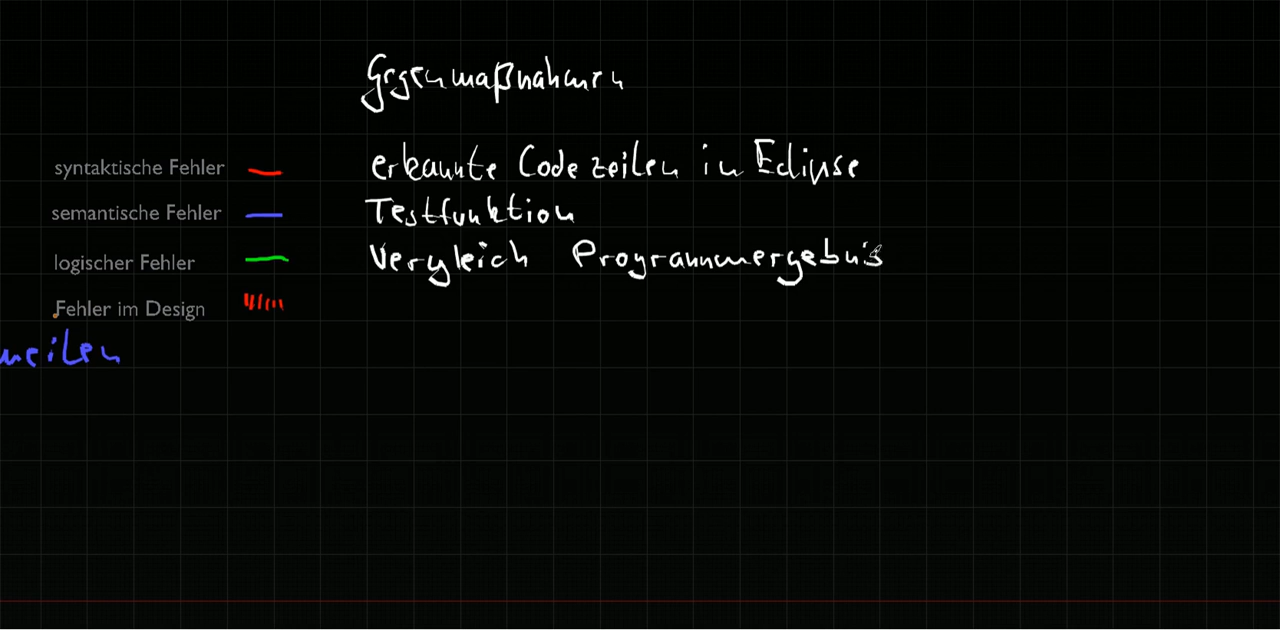 Gegenmaßnahmen
syntaktische Fehler erkannte Codezeilen in Eclipse
semantische Fehler Testfunktion
logischer Fehler Vergleich Programmergebnis
Fehler im Design